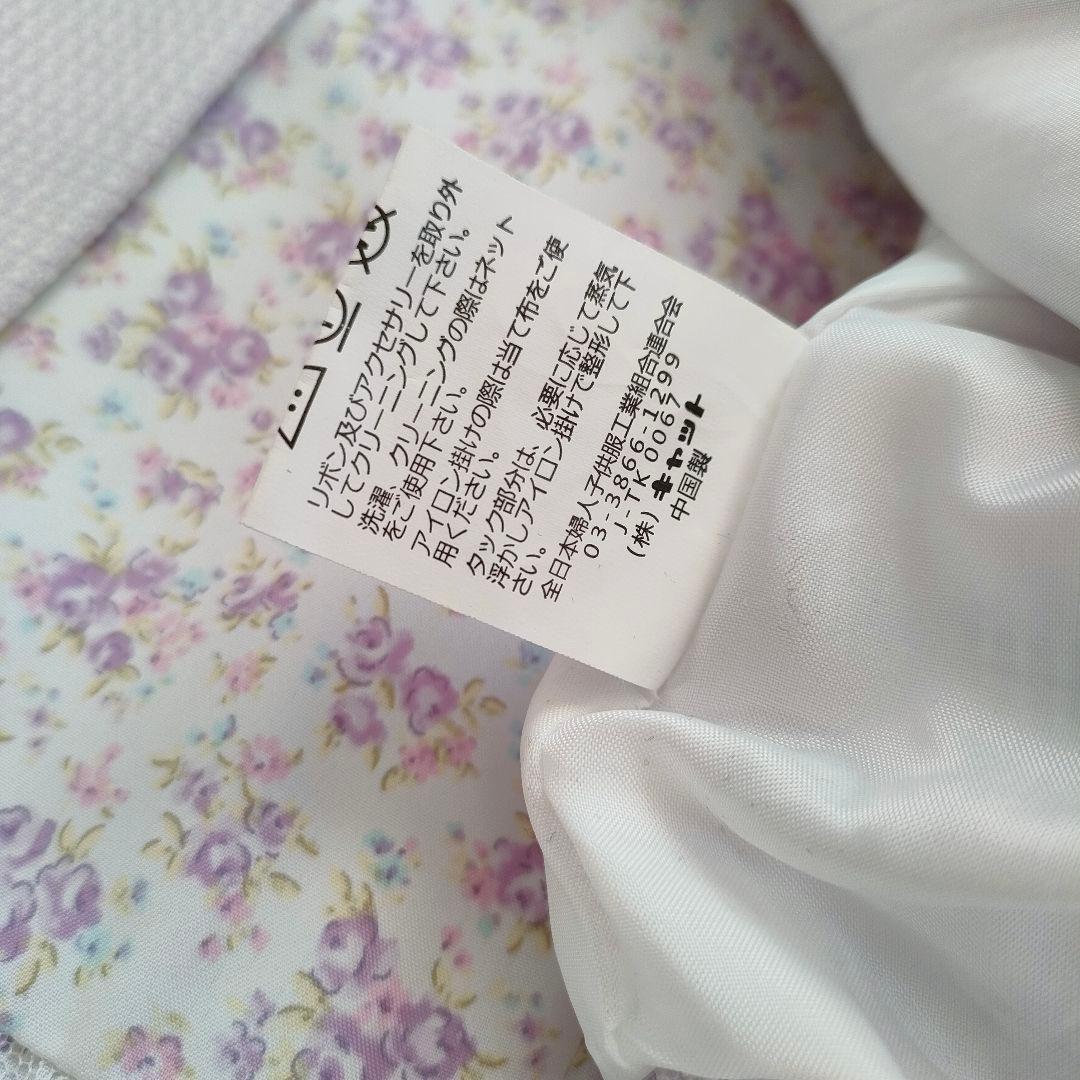 リボン及びアクセサリーを取り外
してクリーニングして下さい。
洗濯、クリーニングの際はネット
をご使用下さい。
アイロン掛けの際は当て布をご使
用ください。
タック部分は、必要に応じて蒸気
浮かしアイロン掛けで整形して下
さい。
全日本婦人子供服工業組合連合会
03-3866-1299
J-TK0067
(株)キャット
中国製